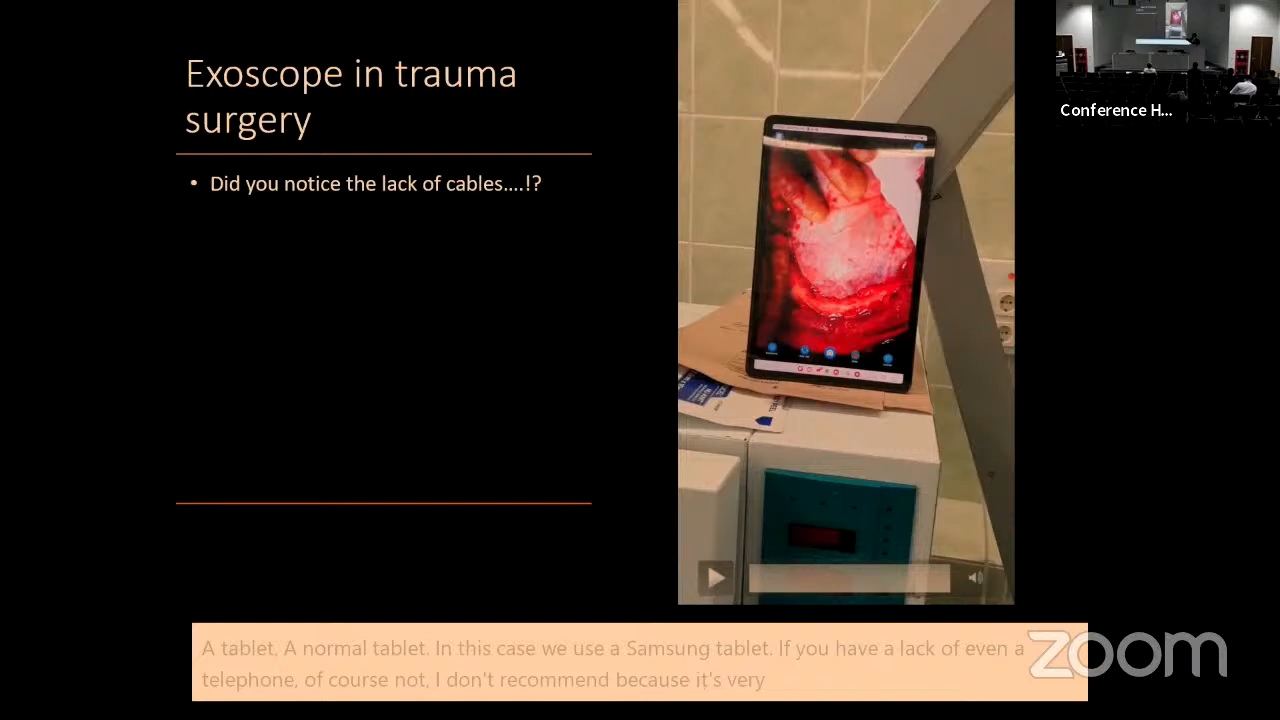 Exoscope in trauma
surgery
• Did you notice the lack of cables....!?
Conference H...
A tablet. A normal tablet. In this case we use a Samsung tablet. If you have a lack of even a
telephone, of course not, I don't recommend because it's very
zoom